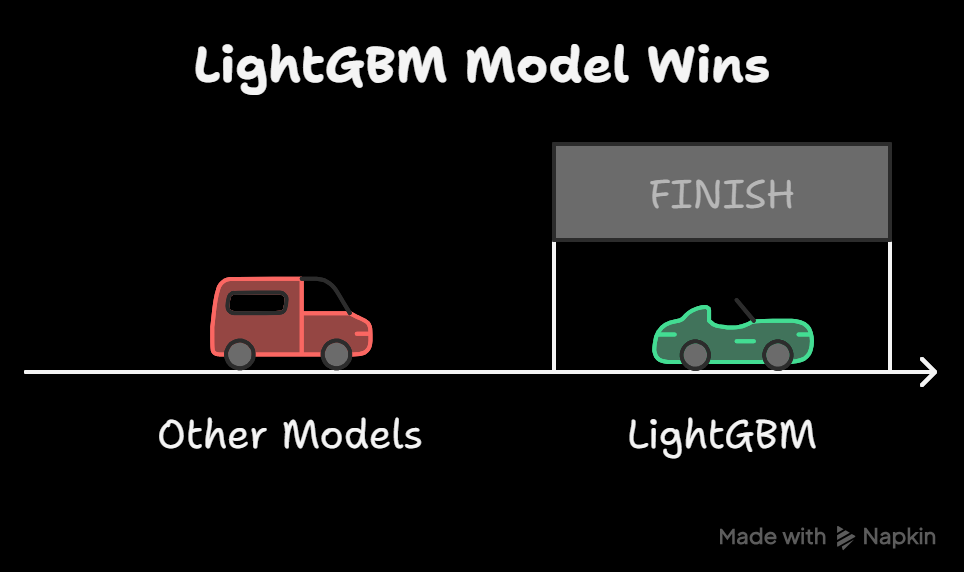 LightGBM Model Wins
FINISH
Other Models
LightGBM
Made with Napkin